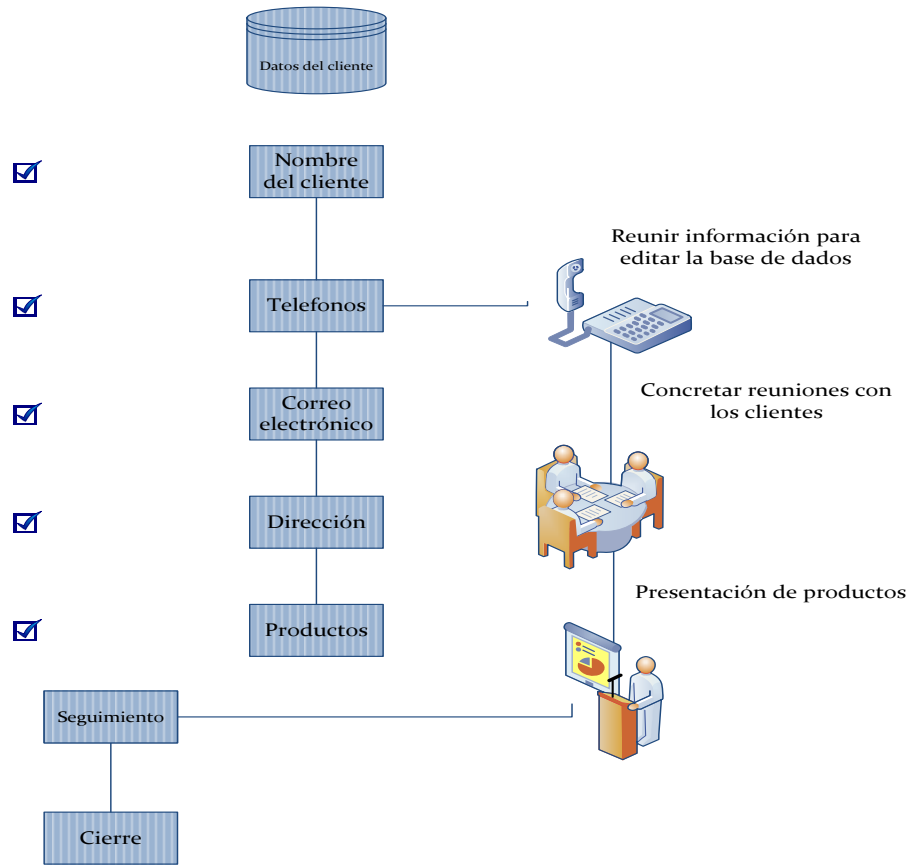 Datos del cliente
Nombre
del cliente
Reunir información para
editar la base de dados
Telefonos
Concretar reuniones con
los clientes
Correo
electrónico
Dirección
Presentación de productos
Productos
Seguimiento
Cierre